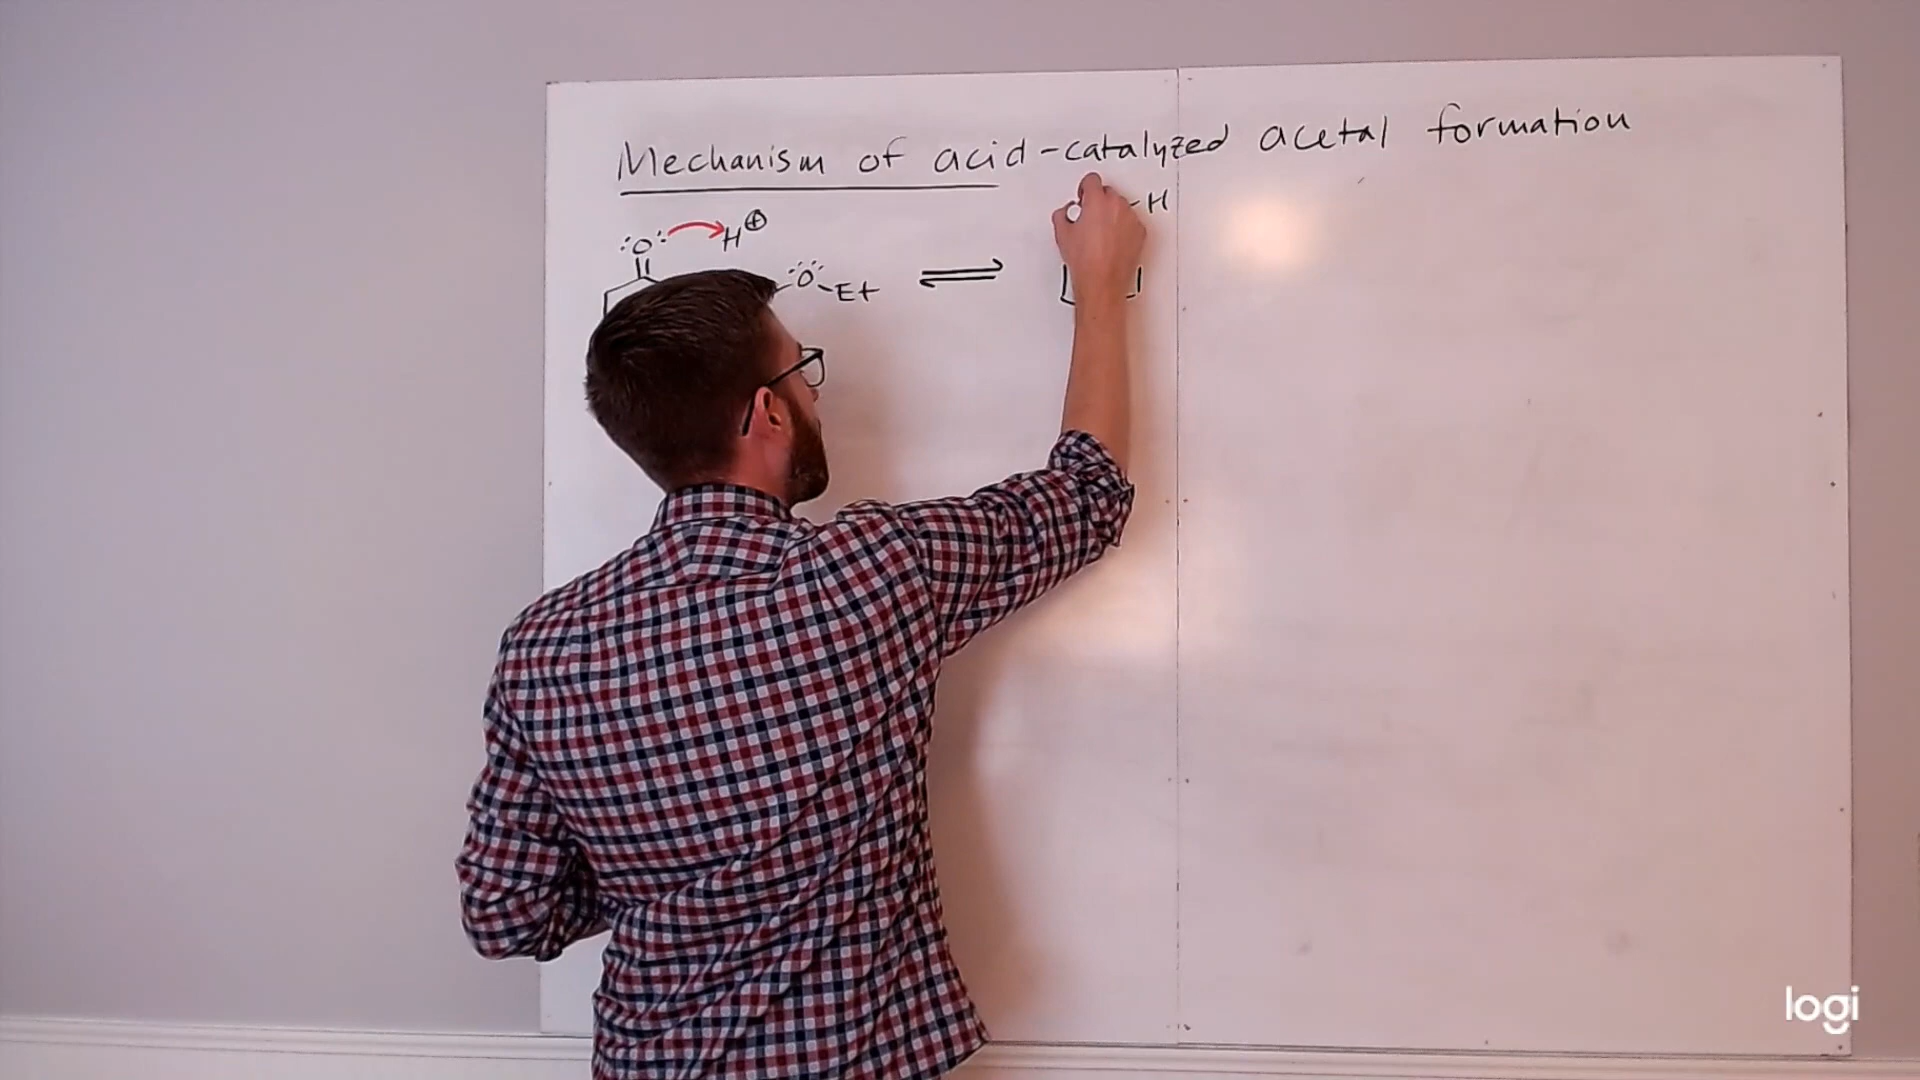 Mechanism of acid-catalyzed acetal formation
:O: H⊕
O-Et
-H
logi